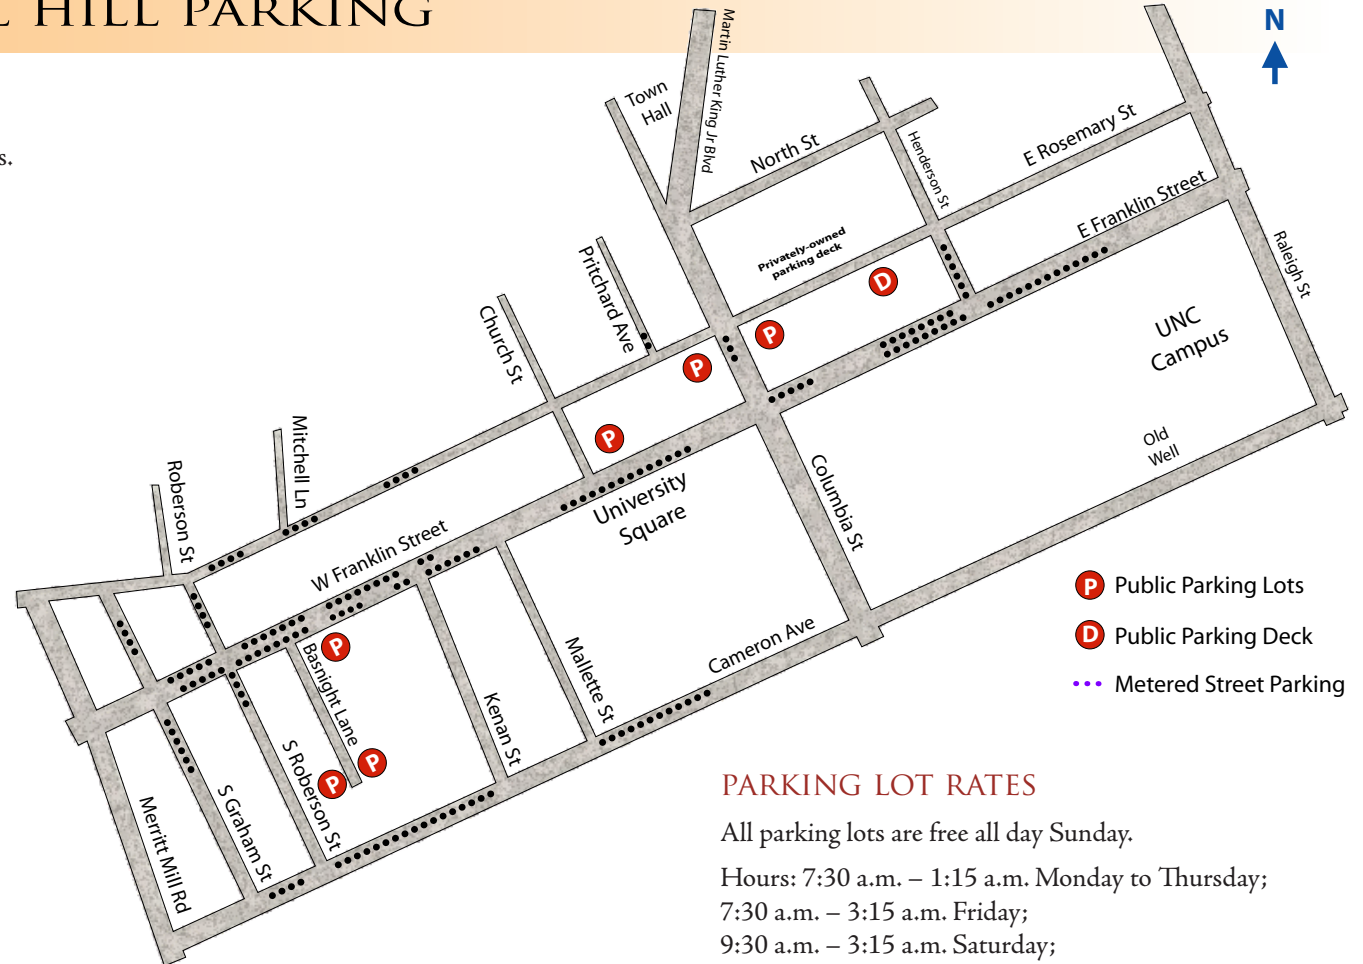 L HILL PARKING
s.
N
Town
Hall
Martin Luther King Jr Blvd
North St
Henderson St
E Rosemary St
E Franklin Street
Raleigh St
Privately-owned
parking deck
D
P
P
P
Pritchard Ave
Church St
Mitchell Ln
Roberson St
UNC
Campus
Old
Well
University
Square
Columbia St
W Franklin Street
P
Basnight Lane
P
P
Mallette St
Cameron Ave
Kenan St
S Roberson St
S Graham St
Merritt Mill Rd
P Public Parking Lots
D Public Parking Deck
Metered Street Parking
PARKING LOT RATES
All parking lots are free all day Sunday.
Hours: 7:30 a.m. – 1:15 a.m. Monday to Thursday;
7:30 a.m. – 3:15 a.m. Friday;
9:30 a.m. – 3:15 a.m. Saturday;